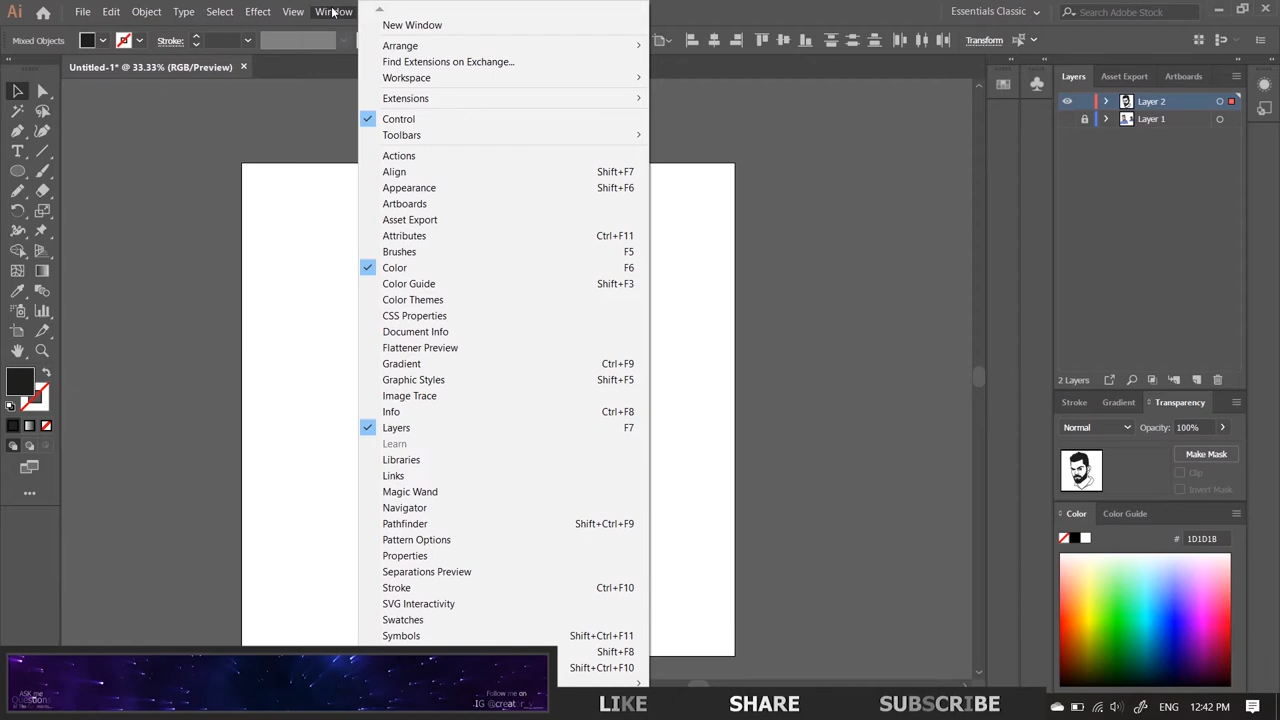 Ai File Edit Object Type Select Effect View Window Essentials Classic Search Adobe Stock
Mixed Objects Stroke: Transform
Untitled-1* @ 33.33% (RGB/Preview)
New Window
Arrange
Find Extensions on Exchange...
Workspace
Extensions
Control
Toolbars
Actions
Align Shift+F7
Appearance Shift+F6
Artboards
Asset Export
Attributes Ctrl+F11
Brushes F5
Color F6
Color Guide Shift+F3
Color Themes
CSS Properties
Document Info
Flattener Preview
Gradient Ctrl+F9
Graphic Styles Shift+F5
Image Trace
Info Ctrl+F8
Layers F7
Learn
Libraries
Links
Magic Wand
Navigator
Pathfinder Shift+Ctrl+F9
Pattern Options
Properties
Separations Preview
Stroke Ctrl+F10
SVG Interactivity
Swatches
Symbols Shift+Ctrl+F11
Shift+F8
Shift+Ctrl+F10
Layers Asset Export Artboards
Layer 2
Layer 1
2 Layers
Stroke Gradient Transparency
Normal Opacity: 100%
Make Mask
Clip
Invert Mask
Color Color Guide
# 1D1D1B
ASK me
Questions
Follow me on
LIKE SHARE SUBSCRIBE
ENG 12:42 PM